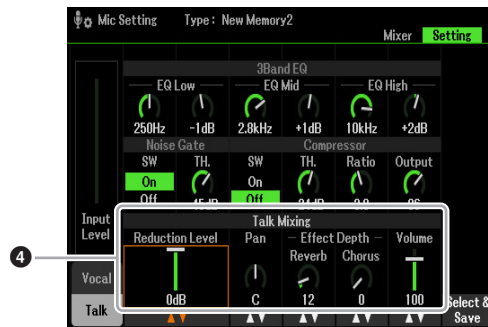 Mic Setting Type : New Memory2
Mixer Setting
3Band EQ
EQ Low EQ Mid EQ High
250Hz -1dB 2.8kHz +1dB 10kHz +2dB
Noise Gate Compressor
SW TH. SW TH. Ratio Output
On On
Off Off
Input Level
Talk Mixing
Reduction Level Pan Effect Depth Volume
Reverb Chorus
4
Vocal
0dB C 12 0 100
Talk
Select & Save